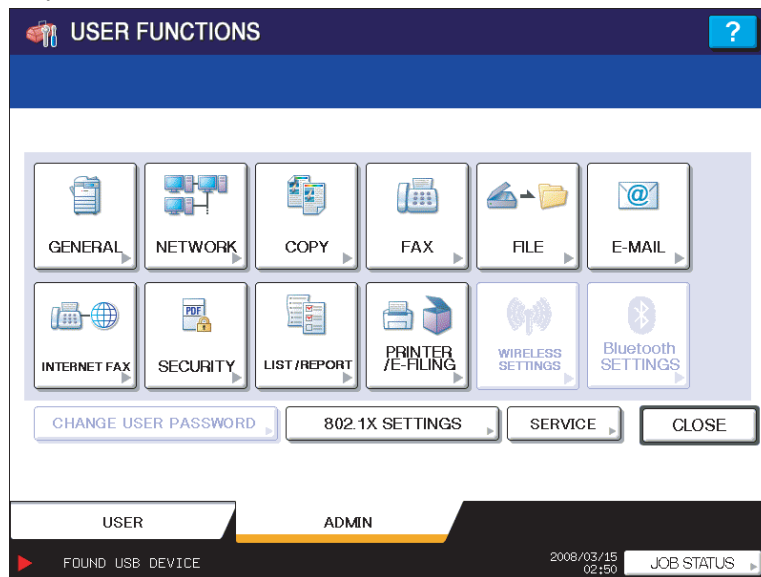 USER FUNCTIONS
?
GENERAL
NETWORK
COPY
FAX
FILE
@
E-MAIL
INTERNET FAX
PDF
SECURITY
LIST/REPORT
PRINTER
/E-FILING
WIRELESS
SETTINGS
Bluetooth
SETTINGS
CHANGE USER PASSWORD
802.1X SETTINGS
SERVICE
CLOSE
USER
ADMIN
FOUND USB DEVICE
2008/03/15
02:50
JOB STATUS